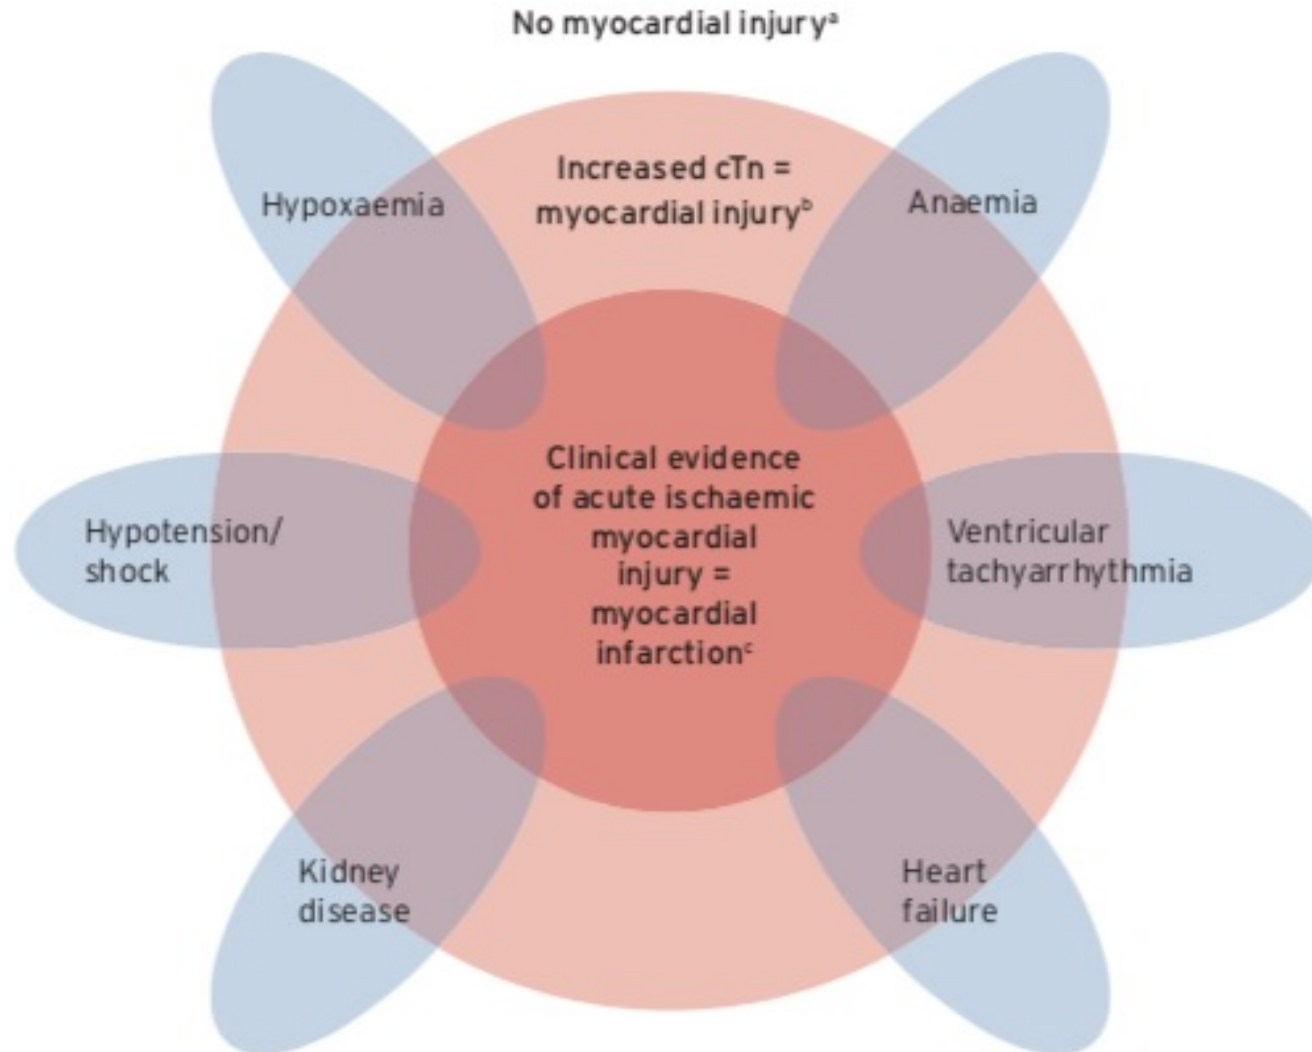 No myocardial injuryᵃ
Increased cTn =
myocardial injuryᵇ
Hypoxaemia
Anaemia
Clinical evidence
of acute ischaemic
myocardial
injury =
myocardial
infarctionᶜ
Hypotension/
shock
Ventricular
tachyarrhythmia
Kidney
disease
Heart
failure